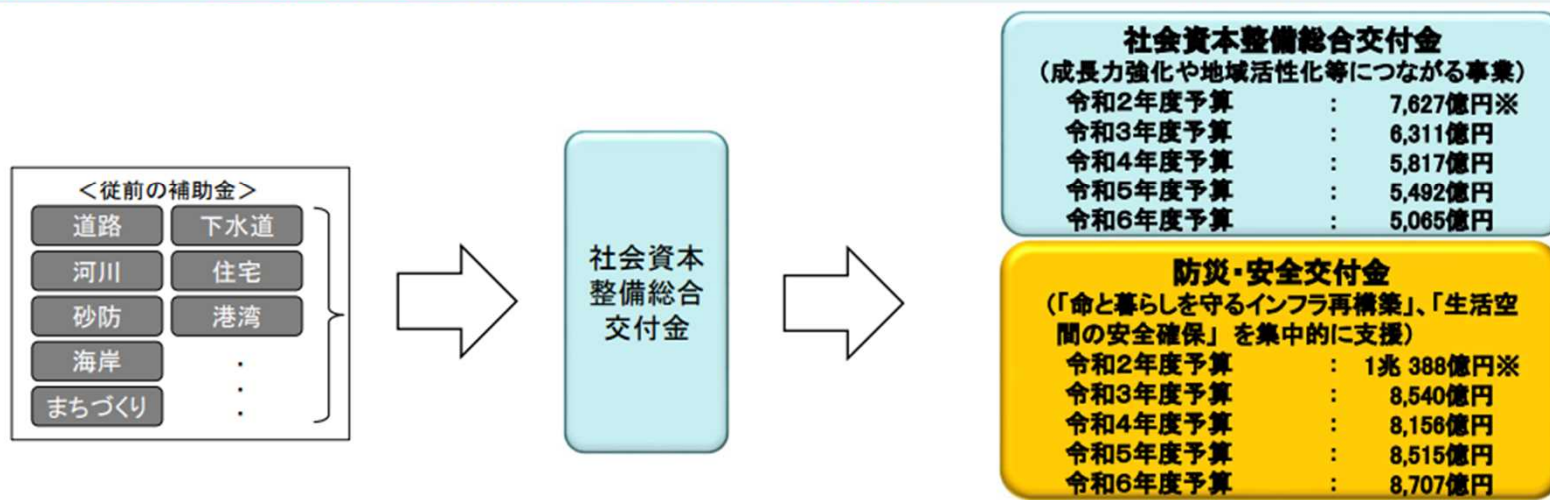 ＜従前の補助金＞
道路
下水道
河川
住宅
砂防
港湾
海岸
・
まちづくり
・
・
社会資本
整備総合
交付金
社会資本整備総合交付金
（成長力強化や地域活性化等につながる事業）
令和2年度予算 ： 7,627億円※
令和3年度予算 ： 6,311億円
令和4年度予算 ： 5,817億円
令和5年度予算 ： 5,492億円
令和6年度予算 ： 5,065億円
防災・安全交付金
（「命と暮らしを守るインフラ再構築」、「生活空
間の安全確保」 を集中的に支援）
令和2年度予算 ： 1兆 388億円※
令和3年度予算 ： 8,540億円
令和4年度予算 ： 8,156億円
令和5年度予算 ： 8,515億円
令和6年度予算 ： 8,707億円